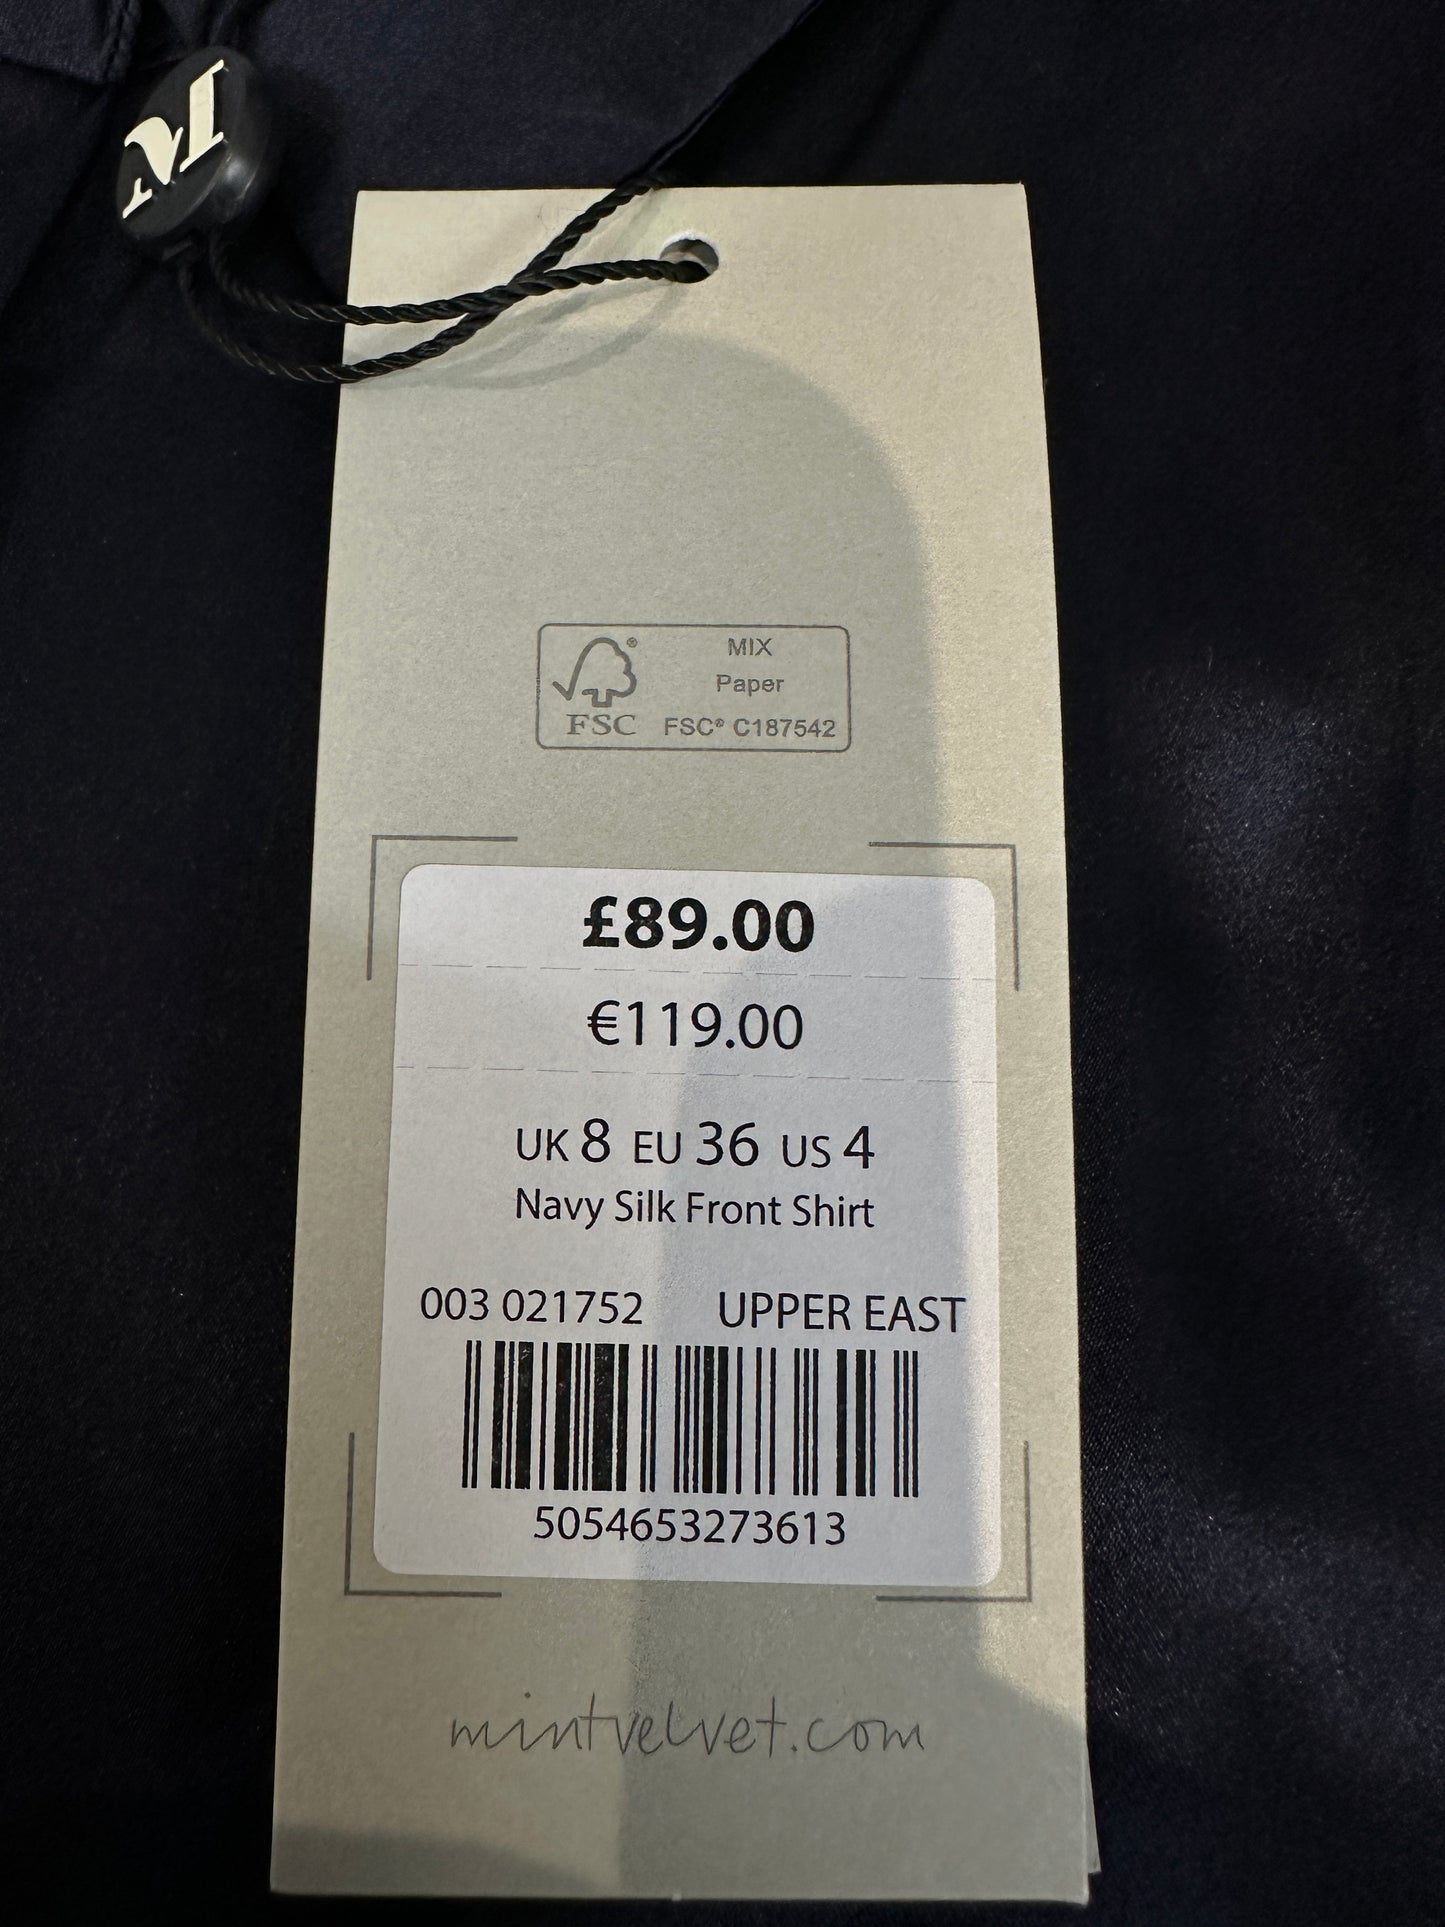 M
MIX
Paper
FSC FSC® C187542
£89.00
€119.00
UK 8 EU 36 US 4
Navy Silk Front Shirt
003 021752 UPPER EAST
5054653273613
mintvelvet.com